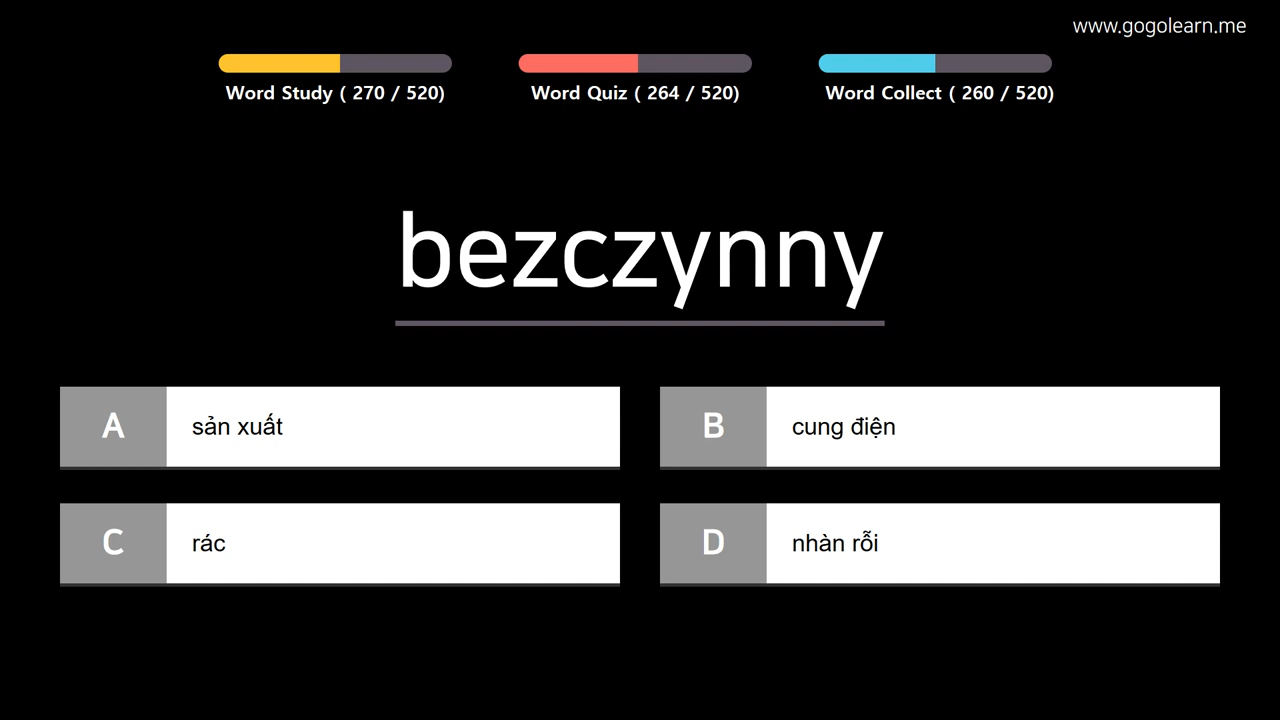 www.gogolearn.me
Word Study ( 270 / 520)
Word Quiz ( 264 / 520)
Word Collect ( 260 / 520)
bezczynny
A sản xuất
B cung điện
C rác
D nhàn rỗi